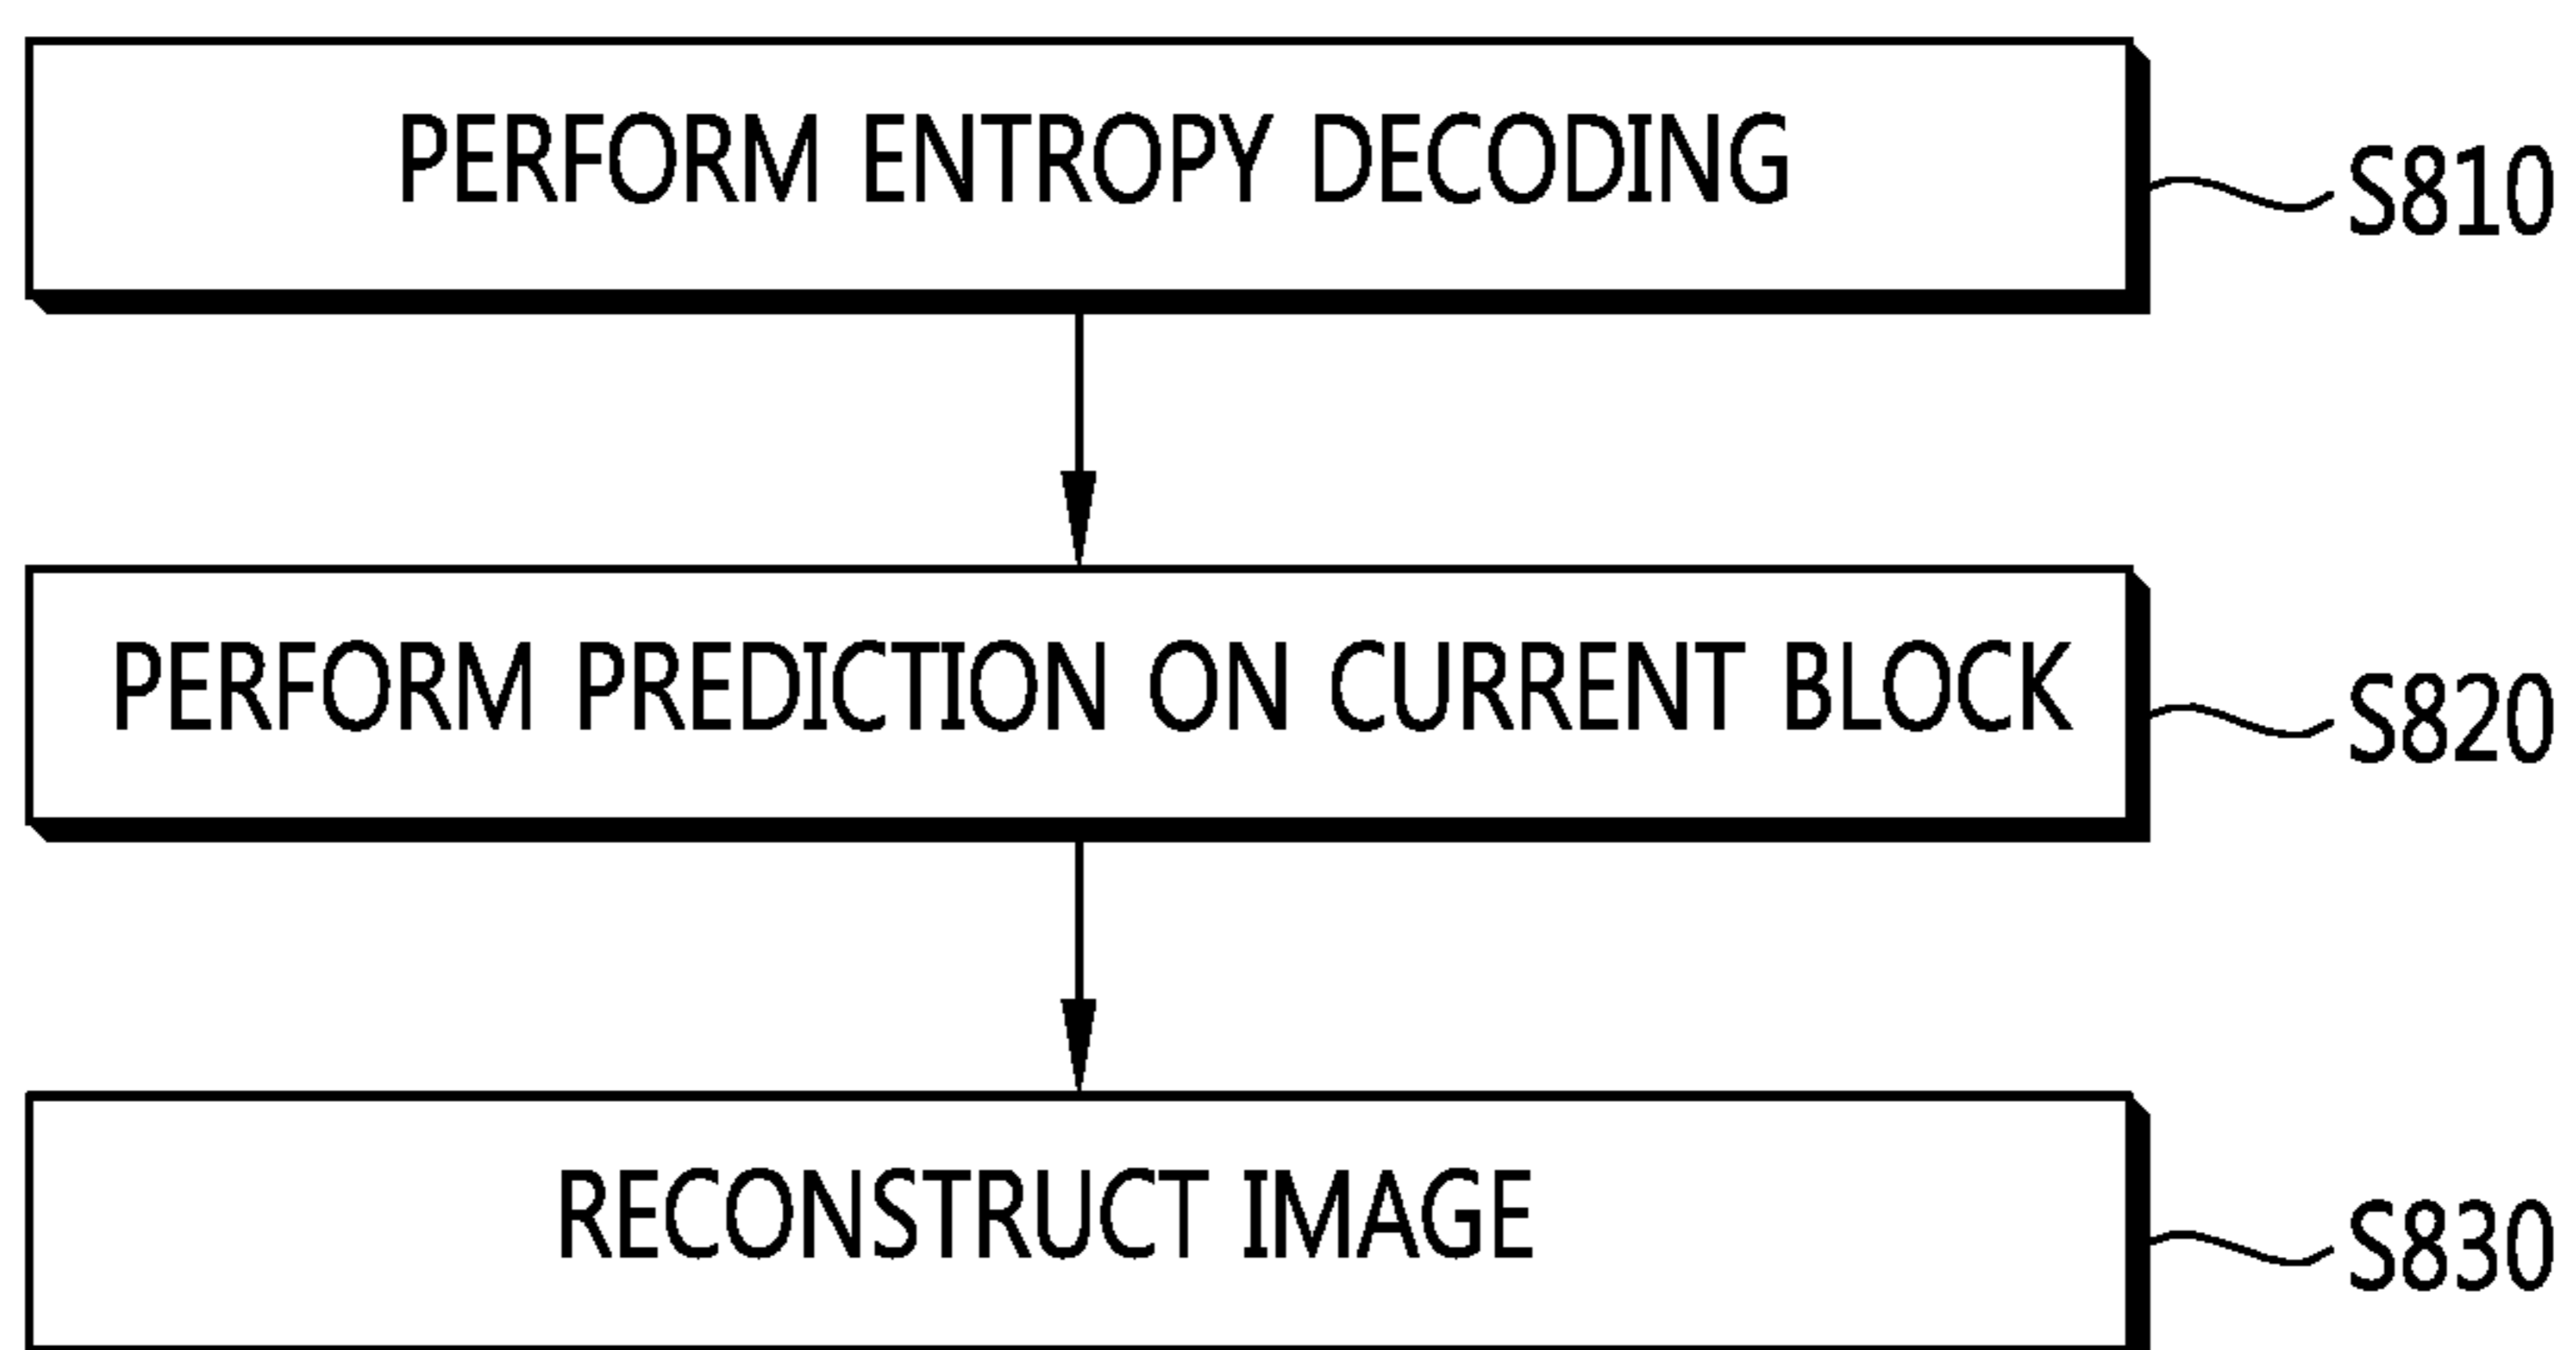 PERFORM ENTROPY DECODING
S810
PERFORM PREDICTION ON CURRENT BLOCK
S820
RECONSTRUCT IMAGE
S830